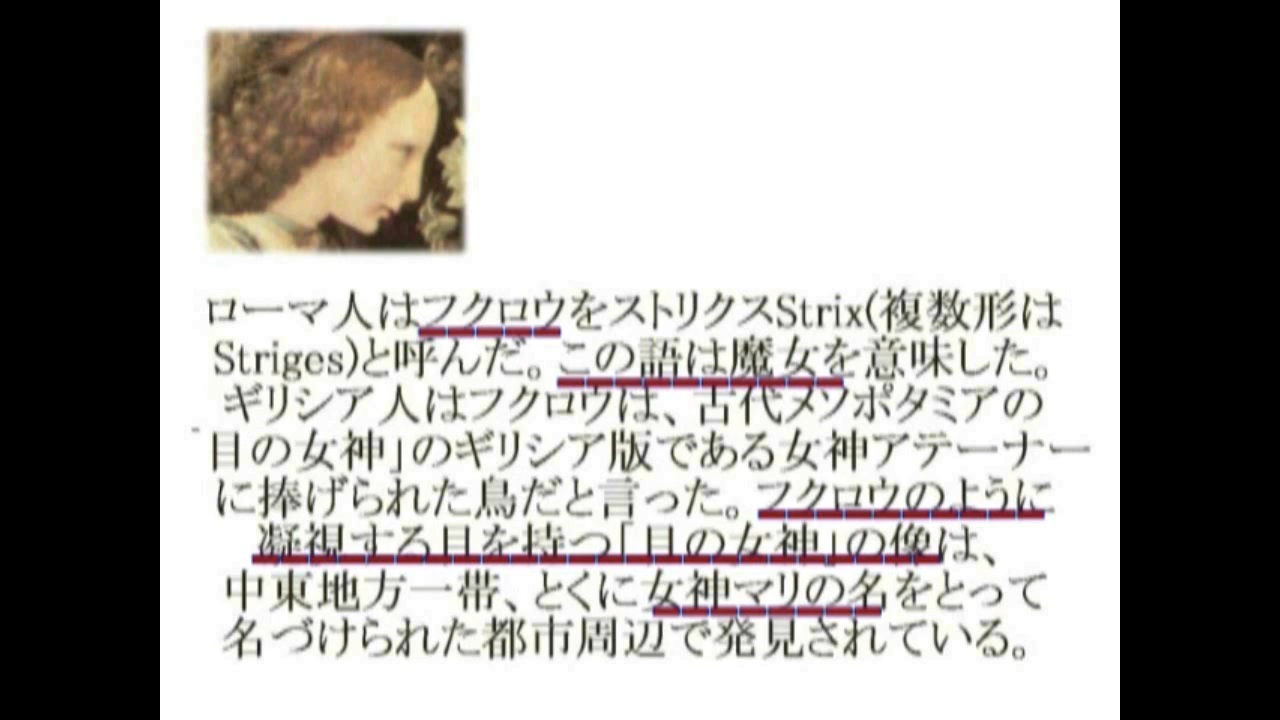 ローマ人はフクロウをストリクスStrix(複数形は
Striges)と呼んだ。この語は魔女を意味した。
ギリシア人はフクロウは、古代メソポタミアの
目の女神」のギリシア版である女神アテーナー
に捧げられた鳥だと言った。フクロウのように
凝視する目を持つ「目の女神」の像は、
中東地方一帯、とくに女神マリの名をとって
名づけられた都市周辺で発見されている。